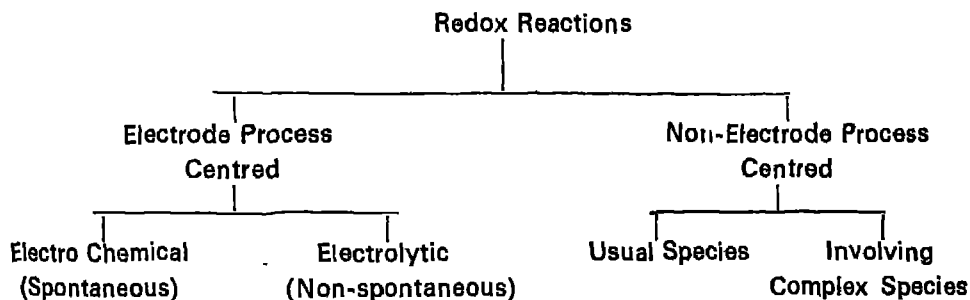 Redox Reactions
Electrode Process
Centred
Non-Electrode Process
Centred
Electro Chemical
(Spontaneous)
Electrolytic
(Non-spontaneous)
Usual Species
Involving
Complex Species